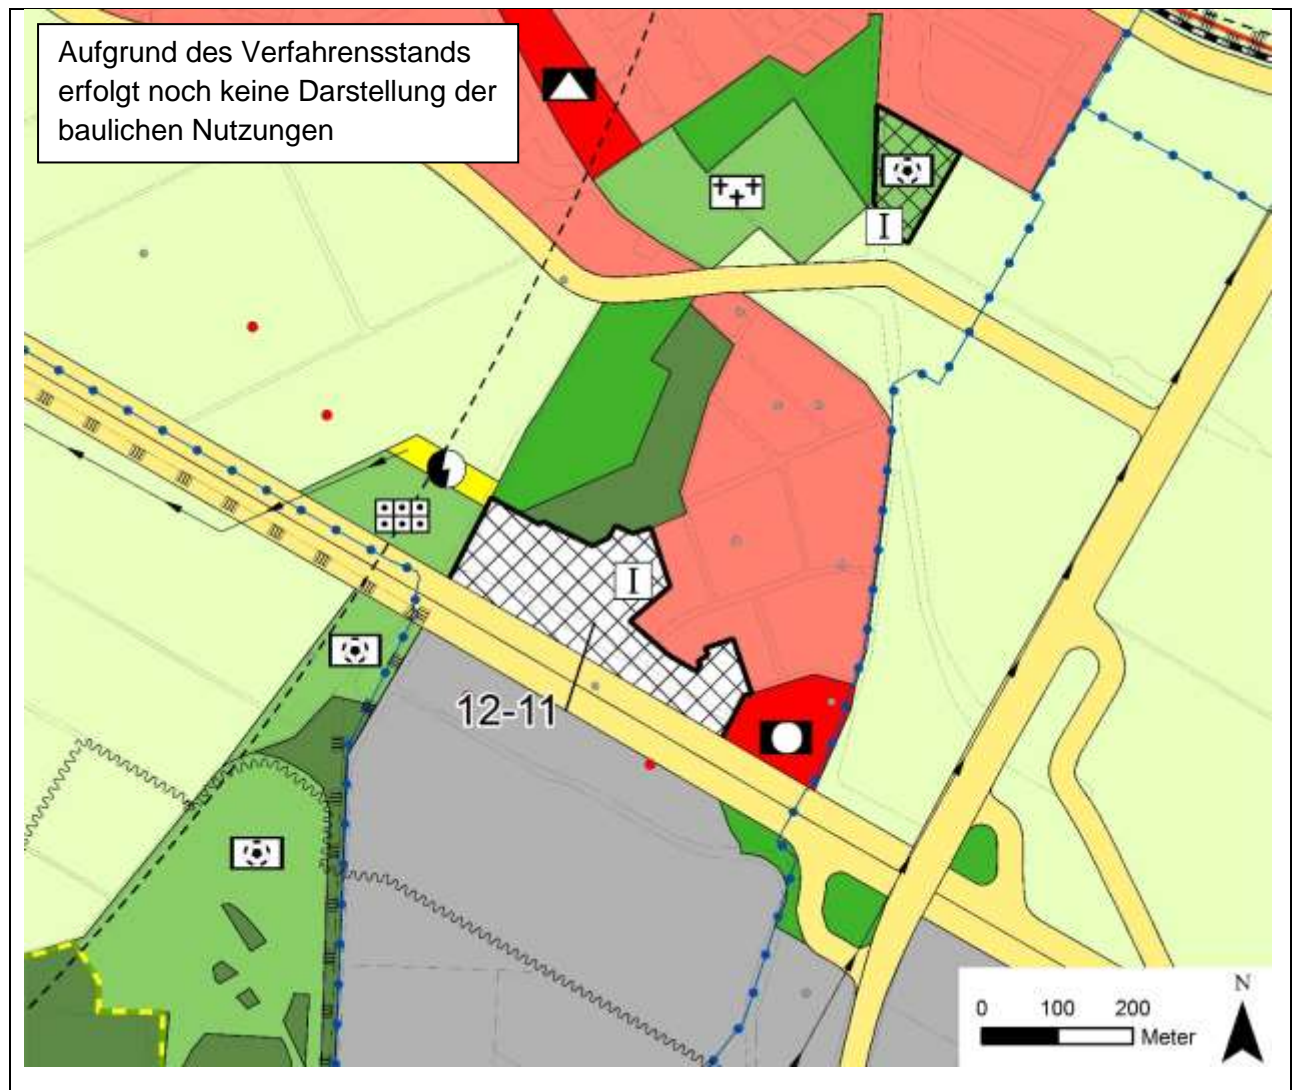 Aufgrund des Verfahrensstands
erfolgt noch keine Darstellung der
baulichen Nutzungen
I
I
12-11
N
0 100 200
Meter